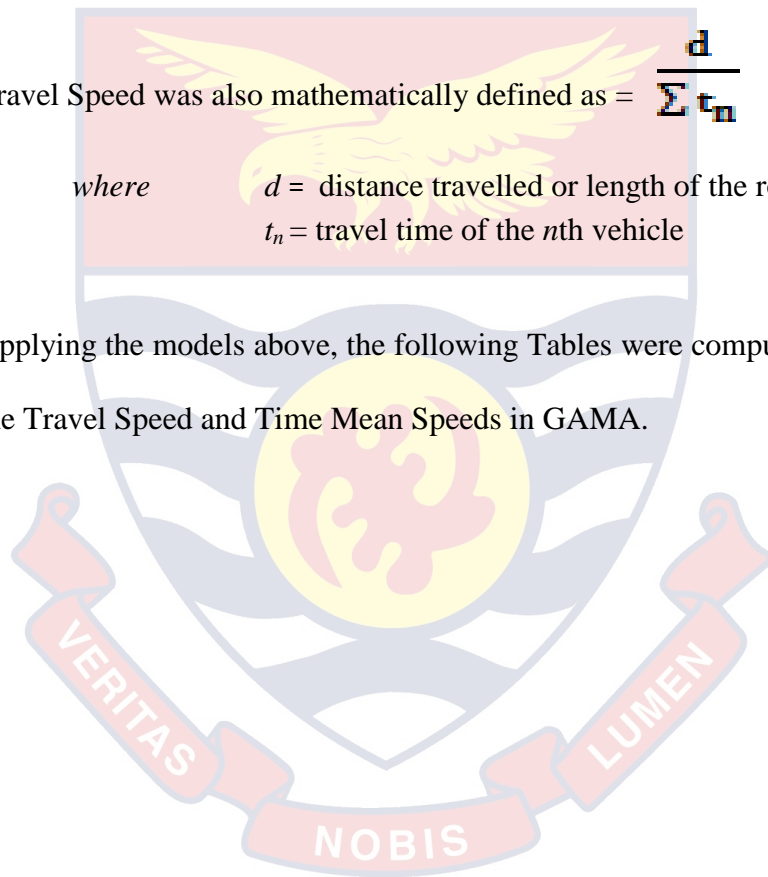 ravel Speed was also mathematically defined as = d / Σ tn
where d = distance travelled or length of the r
tn = travel time of the nth vehicle
pplying the models above, the following Tables were compu
e Travel Speed and Time Mean Speeds in GAMA.
VERITAS
NOBIS
LUMEN